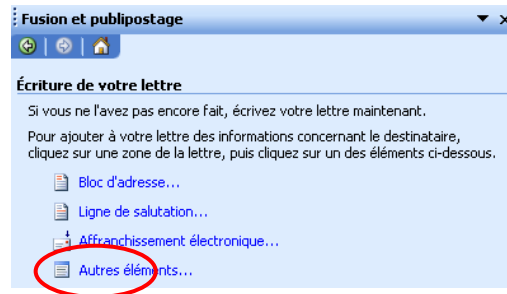 Fusion et publipostage
Écriture de votre lettre
Si vous ne l'avez pas encore fait, écrivez votre lettre maintenant.
Pour ajouter à votre lettre des informations concernant le destinataire,
cliquez sur une zone de la lettre, puis cliquez sur un des éléments ci-dessous.
Bloc d'adresse...
Ligne de salutation...
Affranchissement électronique...
Autres éléments...